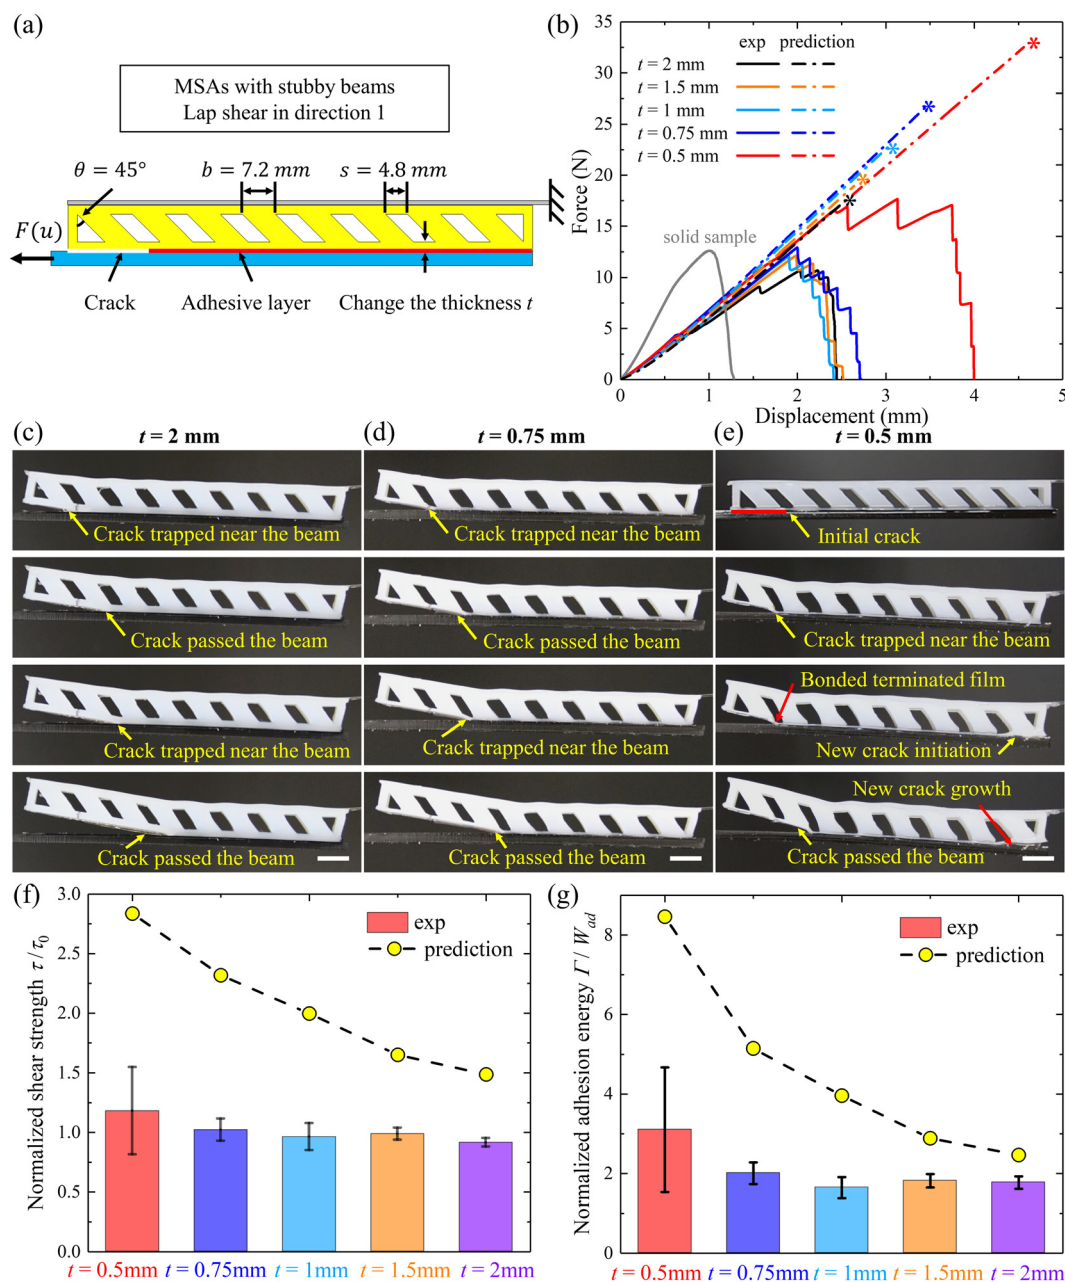 (a)
MSAs with stubby beams
Lap shear in direction 1
θ = 45° b = 7.2 mm s = 4.8 mm
F(u)
Crack Adhesive layer Change the thickness t
(b)
exp prediction
t = 2 mm
t = 1.5 mm
t = 1 mm
t = 0.75 mm
t = 0.5 mm
solid sample
Force (N)
35
30
25
20
15
10
5
0
0 1 2 3 4 5
Displacement (mm)
(c) t = 2 mm
Crack trapped near the beam
Crack passed the beam
Crack trapped near the beam
Crack passed the beam
(d) t = 0.75 mm
Crack trapped near the beam
Crack passed the beam
Crack trapped near the beam
Crack passed the beam
(e) t = 0.5 mm
Initial crack
Crack trapped near the beam
Bonded terminated film
New crack initiation
New crack growth
Crack passed the beam
(f)
Normalized shear strength τ/τ0
3.0
2.5
2.0
1.5
1.0
0.5
0.0
exp
prediction
t = 0.5mm t = 0.75mm t = 1mm t = 1.5mm t = 2mm
(g)
Normalized adhesion energy Γ/Wad
8
6
4
2
0
exp
prediction
t = 0.5mm t = 0.75mm t = 1mm t = 1.5mm t = 2mm